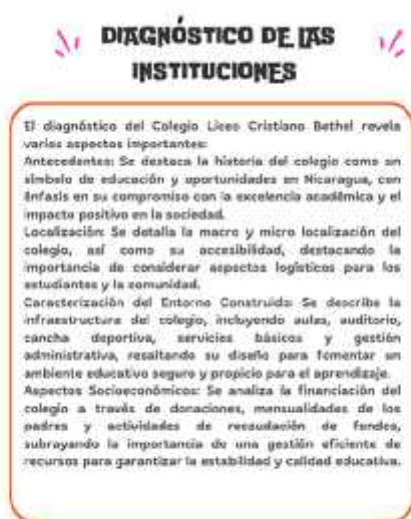 DIAGNÓSTICO DE LAS
INSTITUCIONES
El diagnóstico del Colegio Liceo Cristiano Bethel revela
varios aspectos importantes:
Antecedentes: Se destaca la historia del colegio como un
símbolo de educación y oportunidades en Nicaragua, con
énfasis en su compromiso con la excelencia académica y el
impacto positivo en la sociedad.
Localización: Se detalla la macro y micro localización del
colegio, así como su accesibilidad, destacando la
importancia de considerar aspectos logísticos para los
estudiantes y la comunidad.
Caracterización del Entorno Construido: Se describe la
infraestructura del colegio, incluyendo aulas, auditorio,
cancha deportiva, servicios básicos y gestión
administrativa, resaltando su diseño para fomentar un
ambiente educativo seguro y propicio para el aprendizaje.
Aspectos Socioeconómicos: Se analiza la financiación del
colegio a través de donaciones, mensualidades de los
padres y actividades de recaudación de fondos,
subrayando la importancia de una gestión eficiente de
recursos para garantizar la estabilidad y calidad educativa.